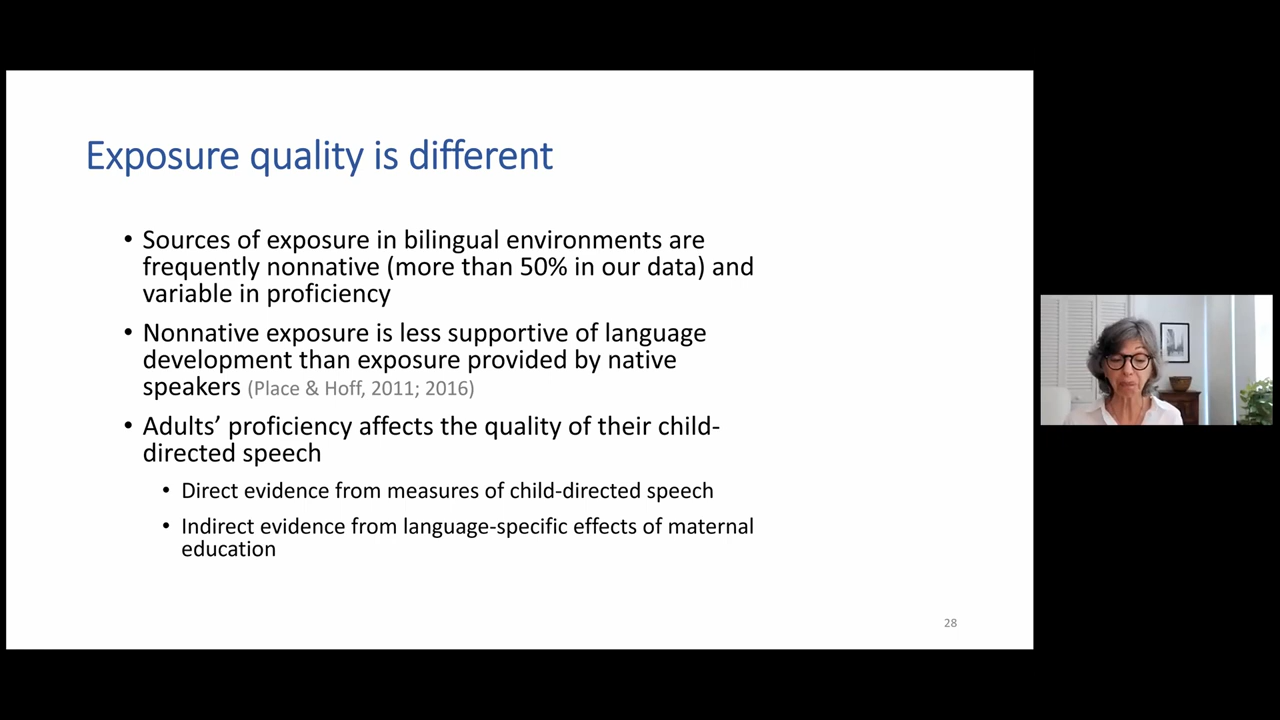 Exposure quality is different
• Sources of exposure in bilingual environments are
frequently nonnative (more than 50% in our data) and
variable in proficiency
• Nonnative exposure is less supportive of language
development than exposure provided by native
speakers (Place & Hoff, 2011; 2016)
• Adults’ proficiency affects the quality of their child-
directed speech
• Direct evidence from measures of child-directed speech
• Indirect evidence from language-specific effects of maternal
education
28